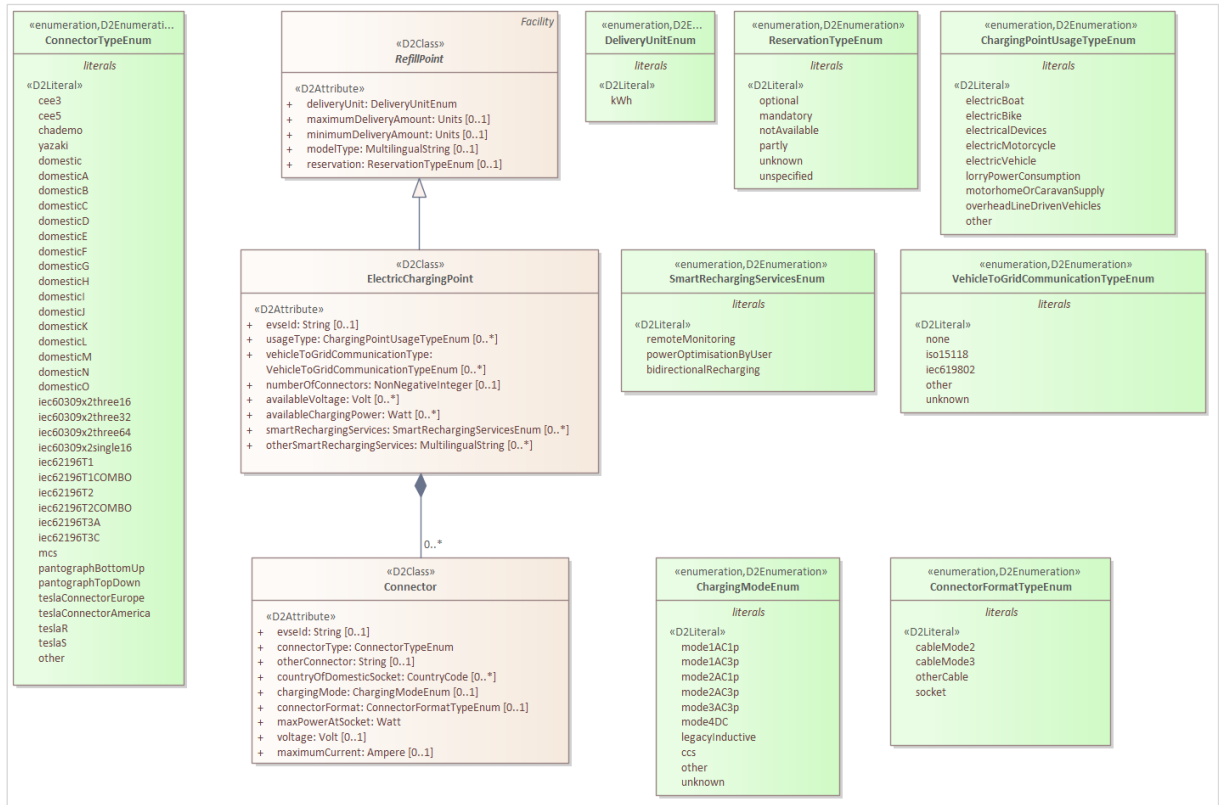 «enumeration,D2Enumerati...
ConnectorTypeEnum
literals
«D2Literal»
cee3
cee5
chademo
yazaki
domestic
domesticA
domesticB
domesticC
domesticD
domesticE
domesticF
domesticG
domesticH
domesticI
domesticJ
domesticK
domesticL
domesticM
domesticN
domesticO
iec60309x2three16
iec60309x2three32
iec60309x2three64
iec60309x2single16
iec62196T1
iec62196T1COMBO
iec62196T2
iec62196T2COMBO
iec62196T3A
iec62196T3C
mcs
pantographBottomUp
pantographTopDown
teslaConnectorEurope
teslaConnectorAmerica
teslaR
teslaS
other
Facility
«D2Class»
RefillPoint
«D2Attribute»
+ deliveryUnit: DeliveryUnitEnum
+ maximumDeliveryAmount: Units [0..1]
+ minimumDeliveryAmount: Units [0..1]
+ modelType: MultilingualString [0..1]
+ reservation: ReservationTypeEnum [0..1]
«enumeration,D2E...
DeliveryUnitEnum
literals
«D2Literal»
kWh
«enumeration,D2Enumeration»
ReservationTypeEnum
literals
«D2Literal»
optional
mandatory
notAvailable
partly
unknown
unspecified
«enumeration,D2Enumeration»
ChargingPointUsageTypeEnum
literals
«D2Literal»
electricBoat
electricBike
electricalDevices
electricMotorcycle
electricVehicle
lorryPowerConsumption
motorhomeOrCaravanSupply
overheadLineDrivenVehicles
other
«D2Class»
ElectricChargingPoint
«D2Attribute»
+ evseId: String [0..1]
+ usageType: ChargingPointUsageTypeEnum [0..*]
+ vehicleToGridCommunicationType:
VehicleToGridCommunicationTypeEnum [0..*]
+ numberOfConnectors: NonNegativeInteger [0..1]
+ availableVoltage: Volt [0..*]
+ availableChargingPower: Watt [0..*]
+ smartRechargingServices: SmartRechargingServicesEnum [0..*]
+ otherSmartRechargingServices: MultilingualString [0..*]
«enumeration,D2Enumeration»
SmartRechargingServicesEnum
literals
«D2Literal»
remoteMonitoring
powerOptimisationByUser
bidirectionalRecharging
«enumeration,D2Enumeration»
VehicleToGridCommunicationTypeEnum
literals
«D2Literal»
none
iso15118
iec619802
other
unknown
0..*
«D2Class»
Connector
«D2Attribute»
+ evseId: String [0..1]
+ connectorType: ConnectorTypeEnum
+ otherConnector: String [0..1]
+ countryOfDomesticSocket: CountryCode [0..*]
+ chargingMode: ChargingModeEnum [0..1]
+ connectorFormat: ConnectorFormatTypeEnum [0..1]
+ maxPowerAtSocket: Watt
+ voltage: Volt [0..1]
+ maximumCurrent: Ampere [0..1]
«enumeration,D2Enumeration»
ChargingModeEnum
literals
«D2Literal»
mode1AC1p
mode1AC3p
mode2AC1p
mode2AC3p
mode3AC3p
mode4DC
legacyInductive
ccs
other
unknown
«enumeration,D2Enumeration»
ConnectorFormatTypeEnum
literals
«D2Literal»
cableMode2
cableMode3
otherCable
socket